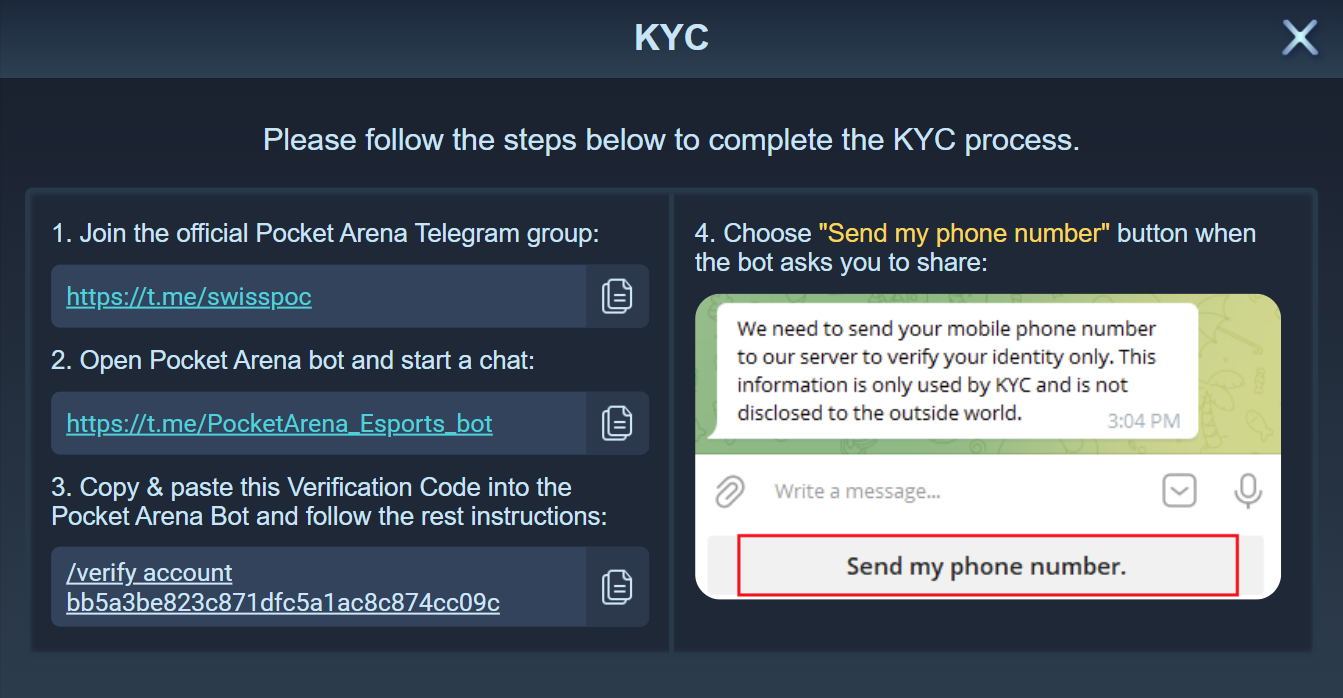 KYC
Please follow the steps below to complete the KYC process.
1. Join the official Pocket Arena Telegram group:
https://t.me/swisspoc
2. Open Pocket Arena bot and start a chat:
https://t.me/PocketArena_Esports_bot
3. Copy & paste this Verification Code into the
Pocket Arena Bot and follow the rest instructions:
/verify account
bb5a3be823c871dfc5a1ac8c874cc09c
4. Choose "Send my phone number" button when
the bot asks you to share:
We need to send your mobile phone number
to our server to verify your identity only. This
information is only used by KYC and is not
disclosed to the outside world.
3:04 PM
Write a message...
Send my phone number.